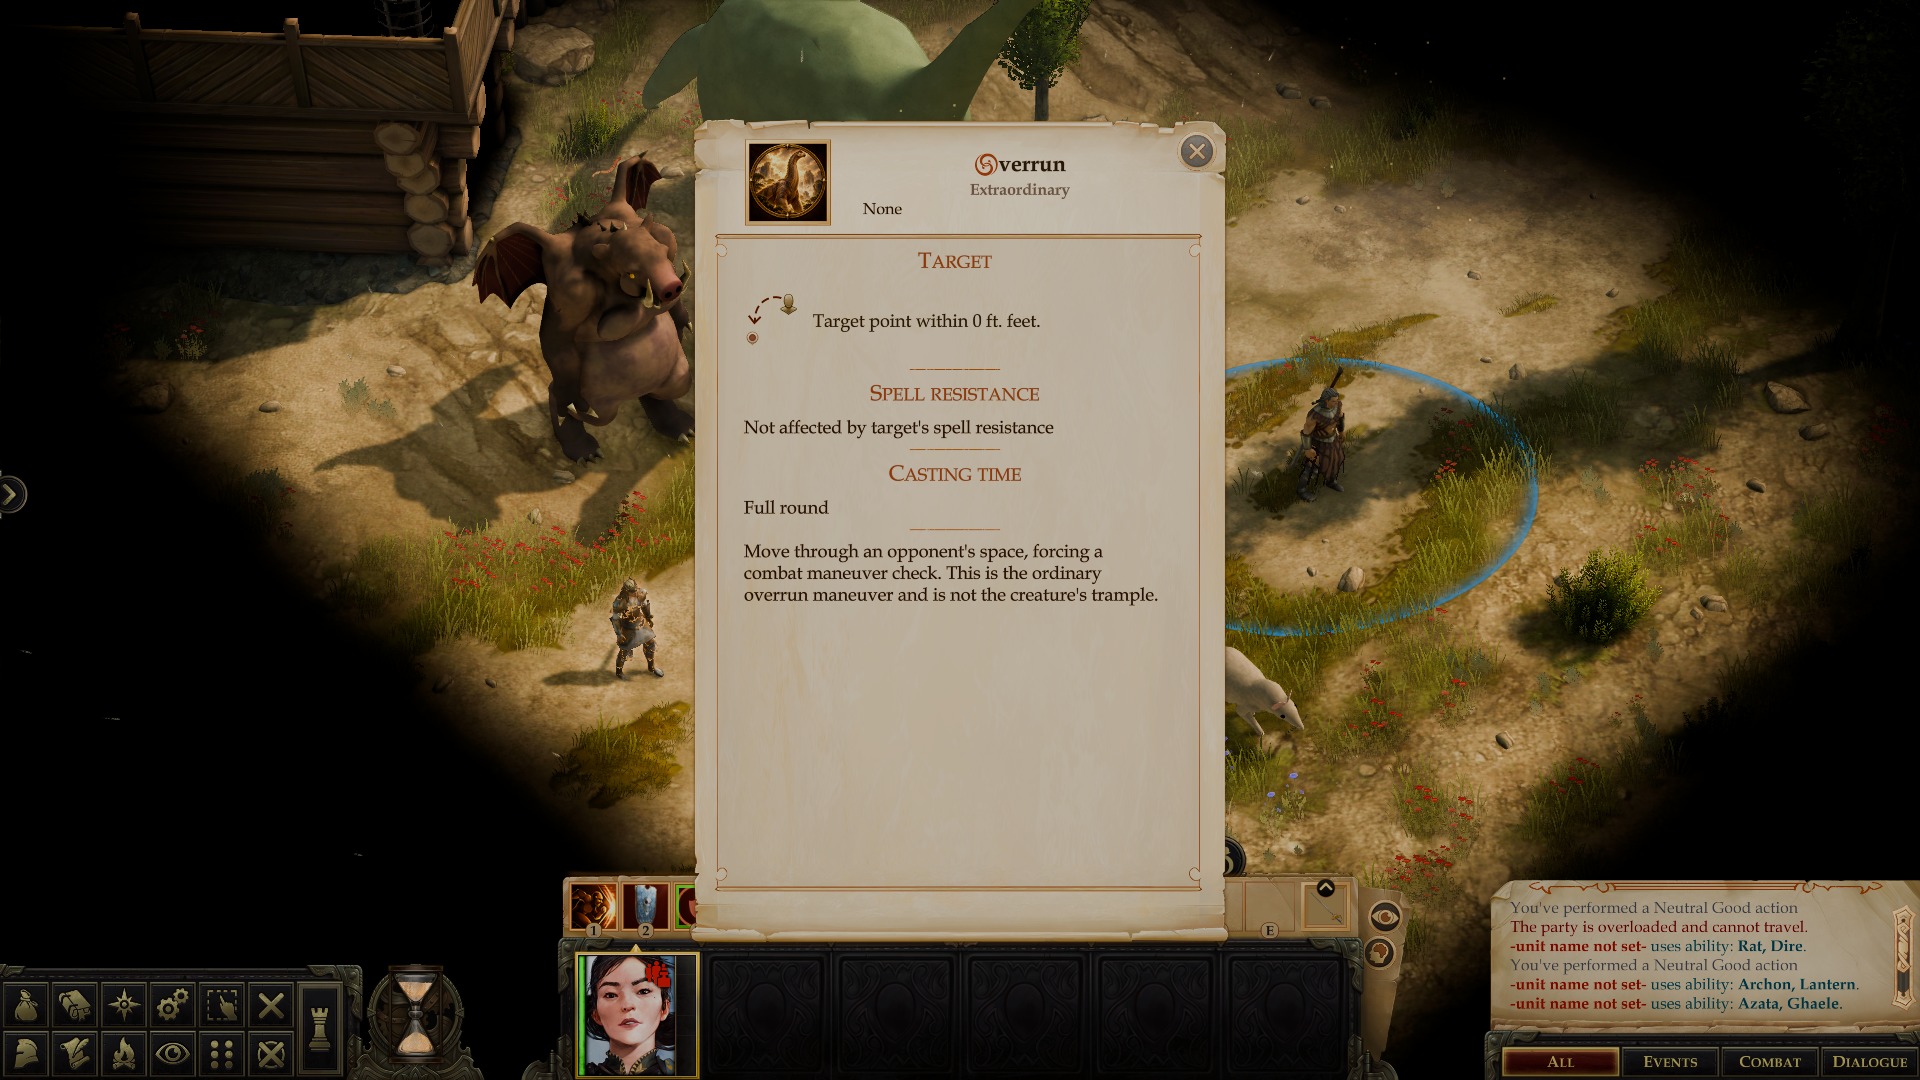 Overrun
Extraordinary
None
TARGET
Target point within 0 ft. feet.
SPELL RESISTANCE
Not affected by target's spell resistance
CASTING TIME
Full round
Move through an opponent's space, forcing a
combat maneuver check. This is the ordinary
overrun maneuver and is not the creature's trample.
1
2
E
You've performed a Neutral Good action
The party is overloaded and cannot travel.
-unit name not set- uses ability: Rat, Dire.
You've performed a Neutral Good action
-unit name not set- uses ability: Archon, Lantern.
-unit name not set- uses ability: Azata, Ghaele.
ALL
EVENTS
COMBAT
DIALOGUE